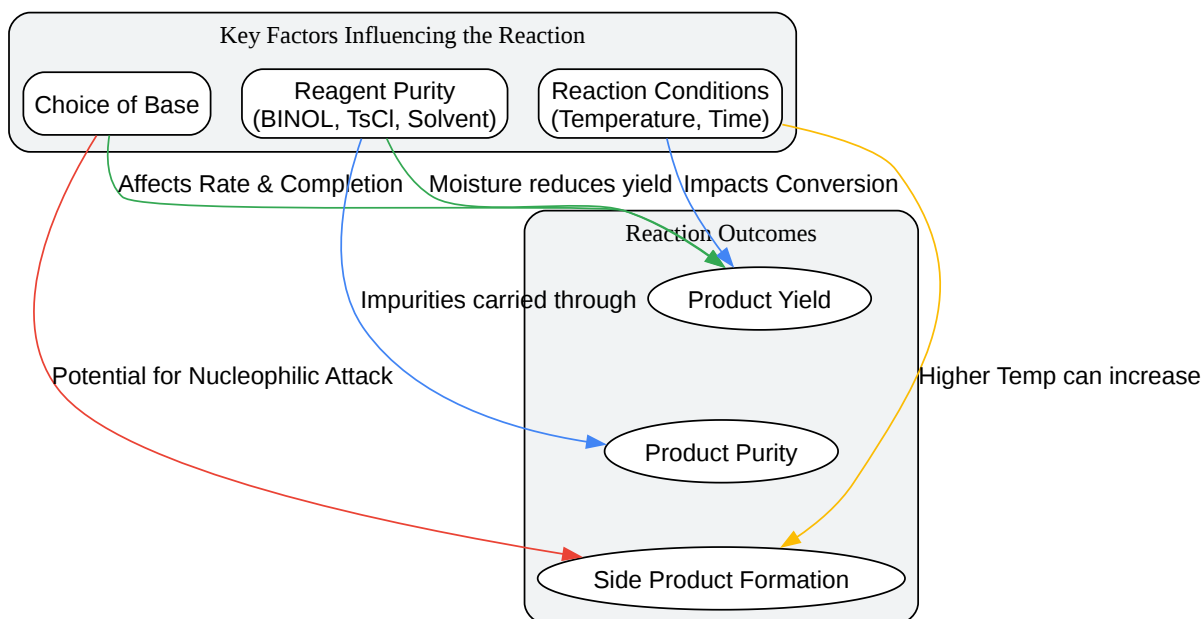 Key Factors Influencing the Reaction
Choice of Base
Reagent Purity
(BINOL, TsCl, Solvent)
Reaction Conditions
(Temperature, Time)
Affects Rate & Completion
Moisture reduces yield
Impacts Conversion
Reaction Outcomes
Impurities carried through
Product Yield
Potential for Nucleophilic Attack
Higher Temp can increase
Product Purity
Side Product Formation